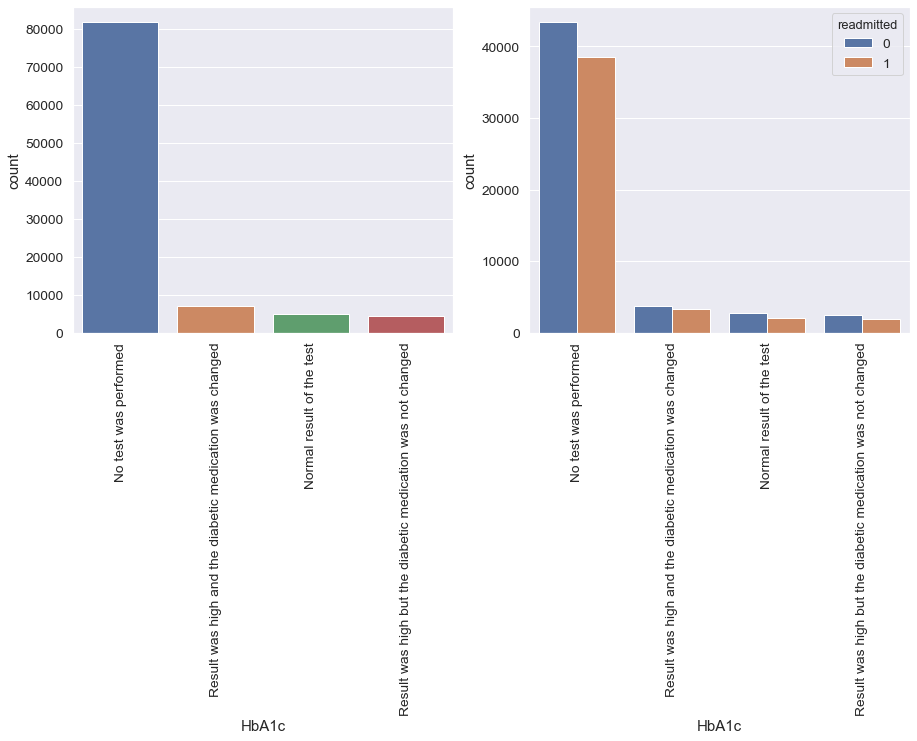 80000
70000
60000
50000
40000
30000
20000
10000
0
count
No test was performed
Result was high and the diabetic medication was changed
Normal result of the test
Result was high but the diabetic medication was not changed
HbA1c
readmitted
0
1
40000
30000
20000
10000
0
count
No test was performed
Result was high and the diabetic medication was changed
Normal result of the test
Result was high but the diabetic medication was not changed
HbA1c